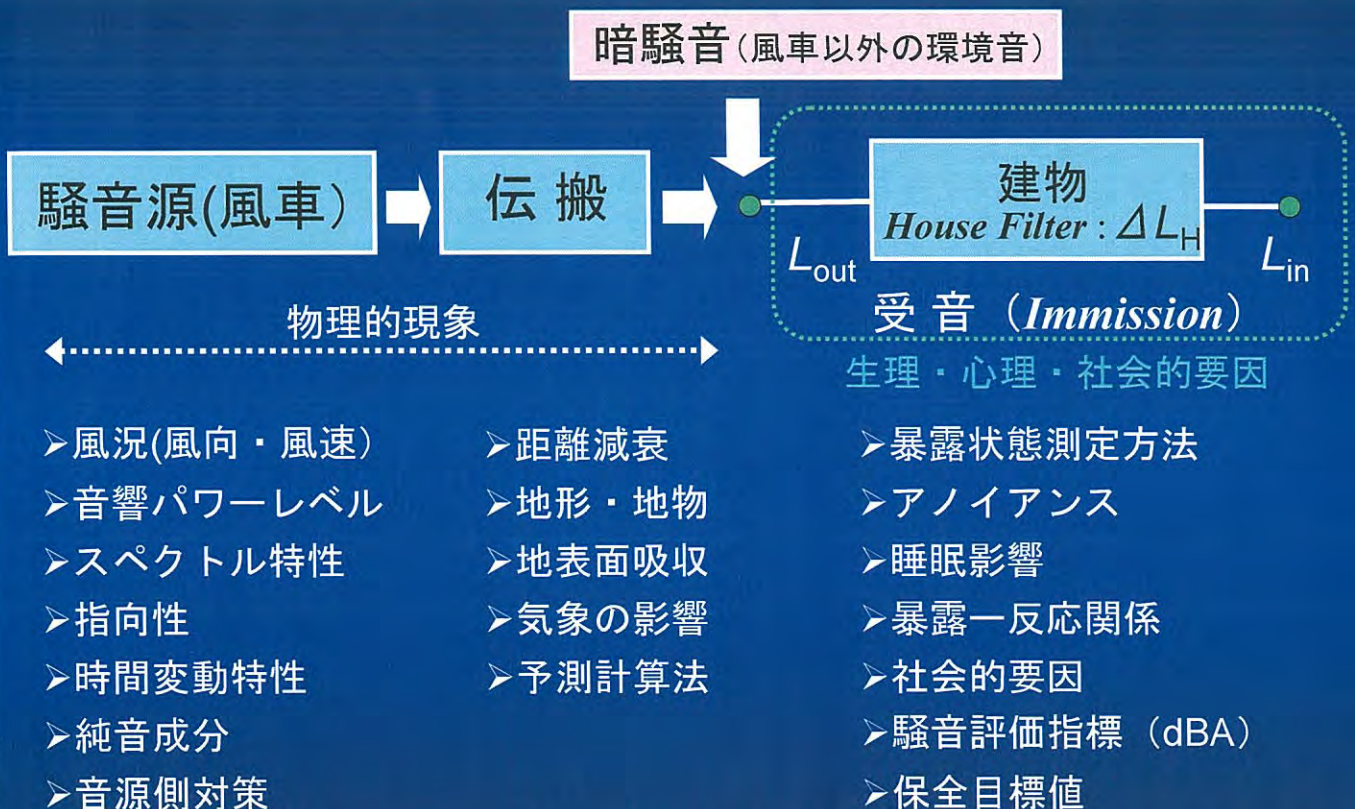 暗騒音(風車以外の環境音)
騒音源(風車)
伝搬
建物
House Filter : ΔL_H
L_out
L_in
受音（Immission）
物理的現象
生理・心理・社会的要因
➢風況(風向・風速)
➢音響パワーレベル
➢スペクトル特性
➢指向性
➢時間変動特性
➢純音成分
➢音源側対策
➢距離減衰
➢地形・地物
➢地表面吸収
➢気象の影響
➢予測計算法
➢暴露状態測定方法
➢アノイアンス
➢睡眠影響
➢暴露ー反応関係
➢社会的要因
➢騒音評価指標（dBA）
➢保全目標値